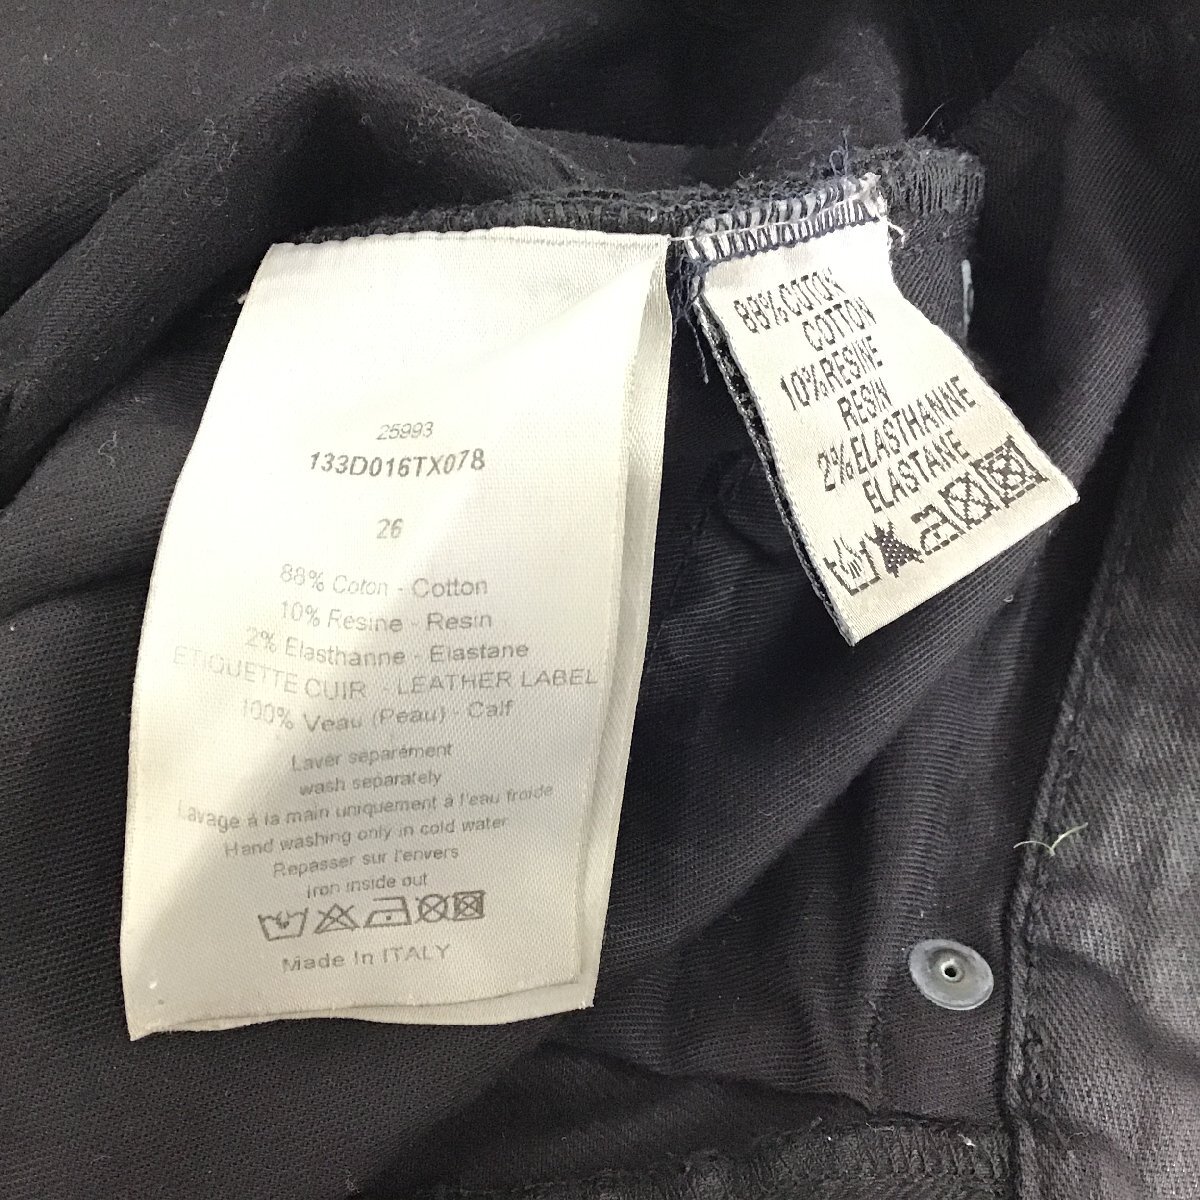 25993
133D016TX078
26
88% Coton - Cotton
10% Resine - Resin
2% Elasthanne - Elastane
ETIQUETTE CUIR - LEATHER LABEL
100% Veau (Peau) - Calf
Laver séparément
wash separately
Lavage à la main uniquement à l'eau froide
Hand washing only in cold water
Repasser sur l'envers
Iron inside out
Made In ITALY
88%COTON
COTTON
10%RESINE
RESIN
2%ELASTHANNE
ELASTANE